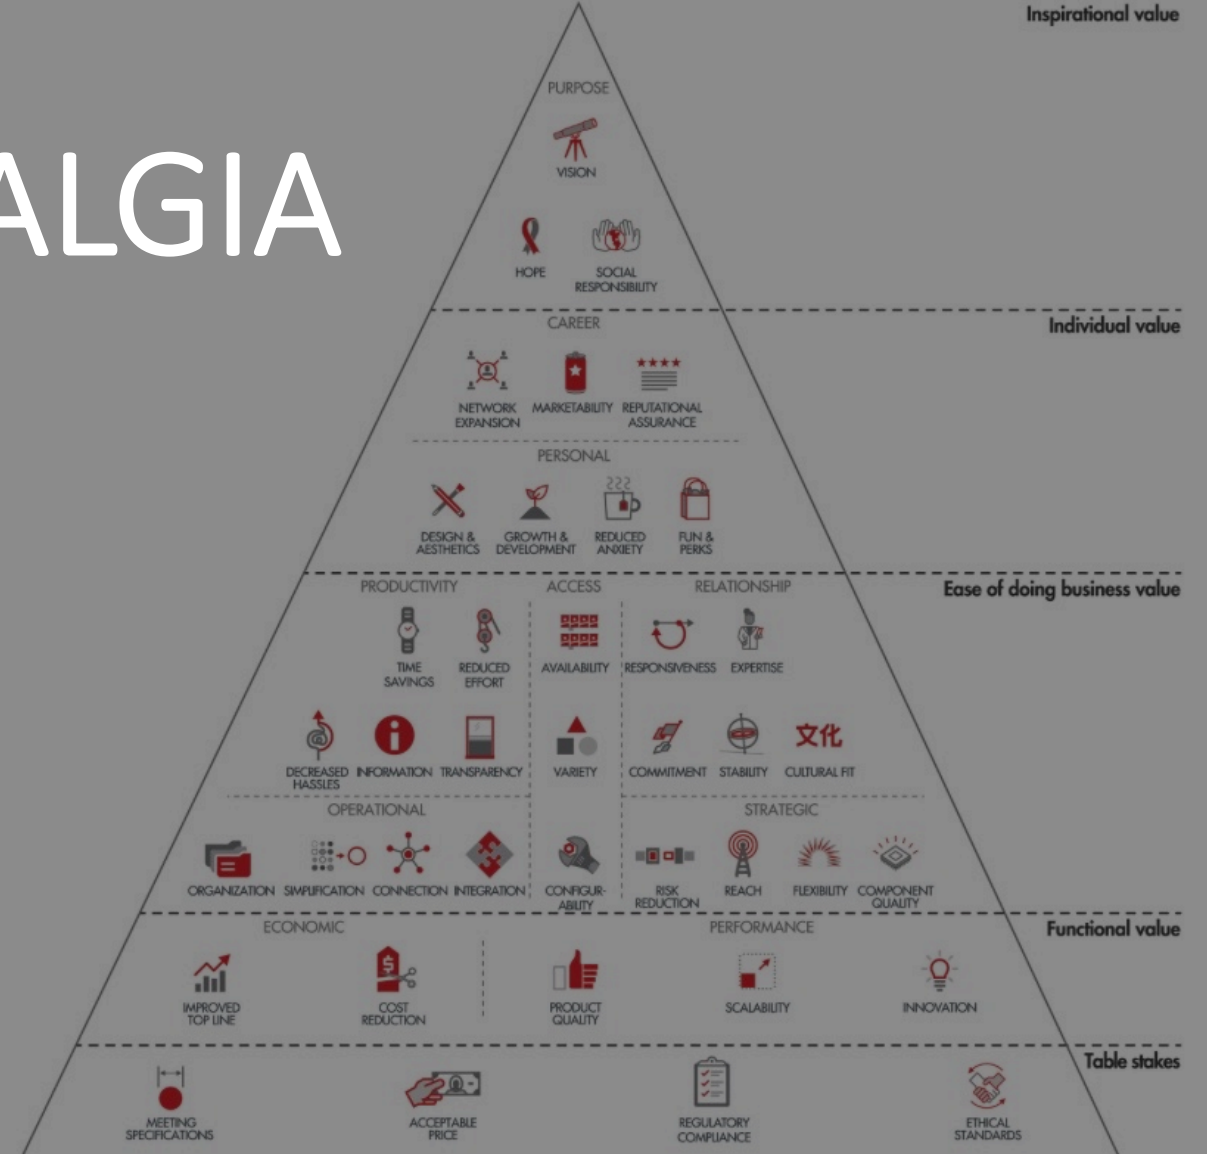 Inspirational value
PURPOSE
VISION
ALGIA
HOPE
SOCIAL
RESPONSIBILITY
Individual value
CAREER
NETWORK
EXPANSION
MARKETABILITY
REPUTATIONAL
ASSURANCE
PERSONAL
DESIGN &
AESTHETICS
GROWTH &
DEVELOPMENT
REDUCED
ANXIETY
FUN &
PERKS
Ease of doing business value
PRODUCTIVITY
ACCESS
RELATIONSHIP
TIME
SAVINGS
REDUCED
EFFORT
AVAILABILITY
RESPONSIVENESS
EXPERTISE
DECREASED
HASSLES
INFORMATION
TRANSPARENCY
VARIETY
COMMITMENT
STABILITY
文化
CULTURAL FIT
OPERATIONAL
STRATEGIC
ORGANIZATION
SIMPLIFICATION
CONNECTION
INTEGRATION
CONFIGUR-
ABILITY
RISK
REDUCTION
REACH
FLEXIBILITY
COMPONENT
QUALITY
Functional value
ECONOMIC
PERFORMANCE
IMPROVED
TOP LINE
$
COST
REDUCTION
PRODUCT
QUALITY
SCALABILITY
INNOVATION
Table stakes
MEETING
SPECIFICATIONS
ACCEPTABLE
PRICE
REGULATORY
COMPLIANCE
ETHICAL
STANDARDS